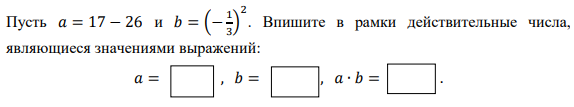 Пусть a = 17 − 26 и b = (−1/3)². Впишите в рамки действительные числа,
являющиеся значениями выражений:
a = , b = , a · b = .